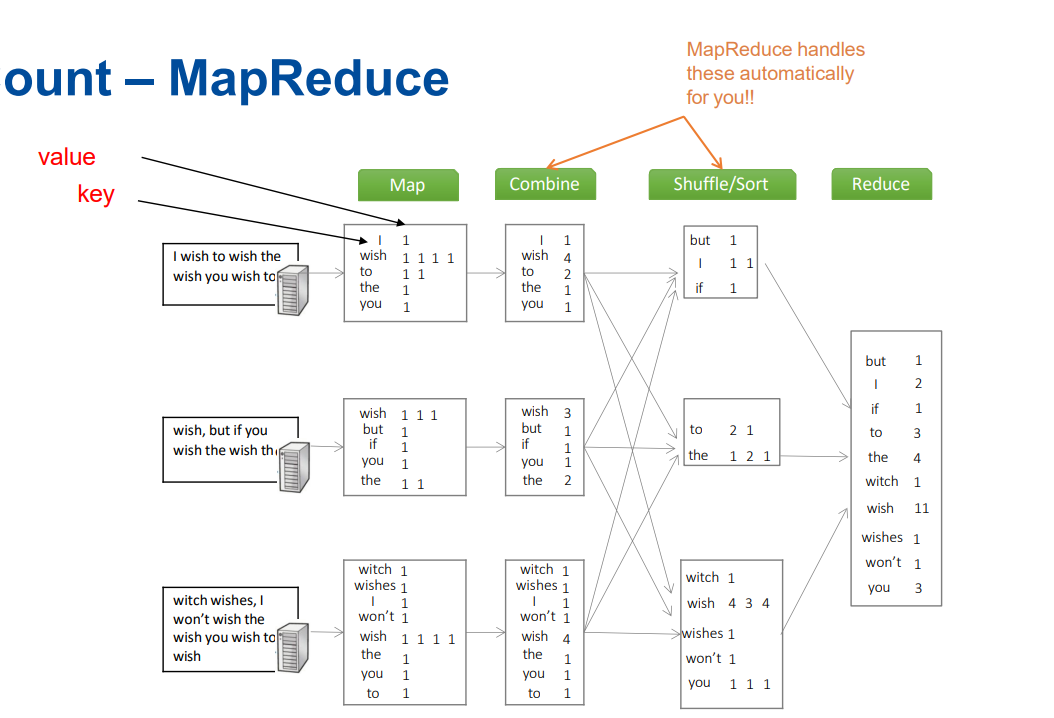 ount – MapReduce
MapReduce handles
these automatically
for you!!
value
key
Map
Combine
Shuffle/Sort
Reduce
I wish to wish the
wish you wish to
I 1
wish 1 1 1 1
to 1 1
the 1
you 1
I 1
wish 4
to 2
the 1
you 1
but 1
I 1 1
if 1
wish, but if you
wish the wish th
wish 1 1 1
but 1
if 1
you 1
the 1 1
wish 3
but 1
if 1
you 1
the 2
to 2 1
the 1 2 1
witch wishes, I
won't wish the
wish you wish to
wish
witch 1
wishes 1
I 1
won't 1
wish 1 1 1 1
the 1
you 1
to 1
witch 1
wishes 1
I 1
won't 1
wish 4
the 1
you 1
to 1
witch 1
wish 4 3 4
wishes 1
won't 1
you 1 1 1
but 1
I 2
if 1
to 3
the 4
witch 1
wish 11
wishes 1
won't 1
you 3